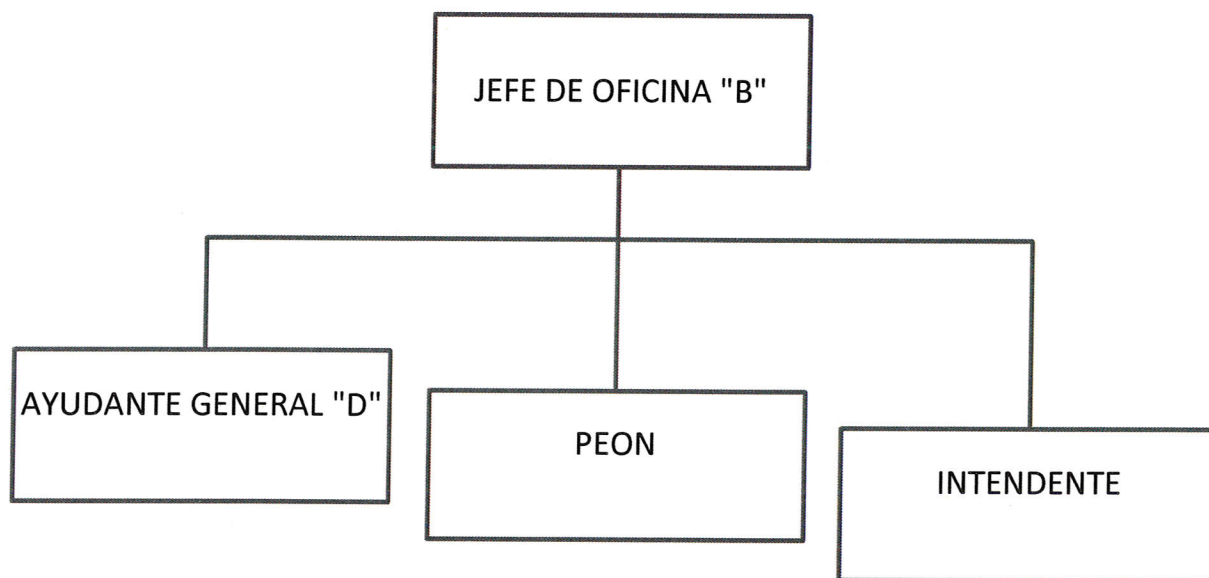 JEFE DE OFICINA "B"
AYUDANTE GENERAL "D"
PEON
INTENDENTE